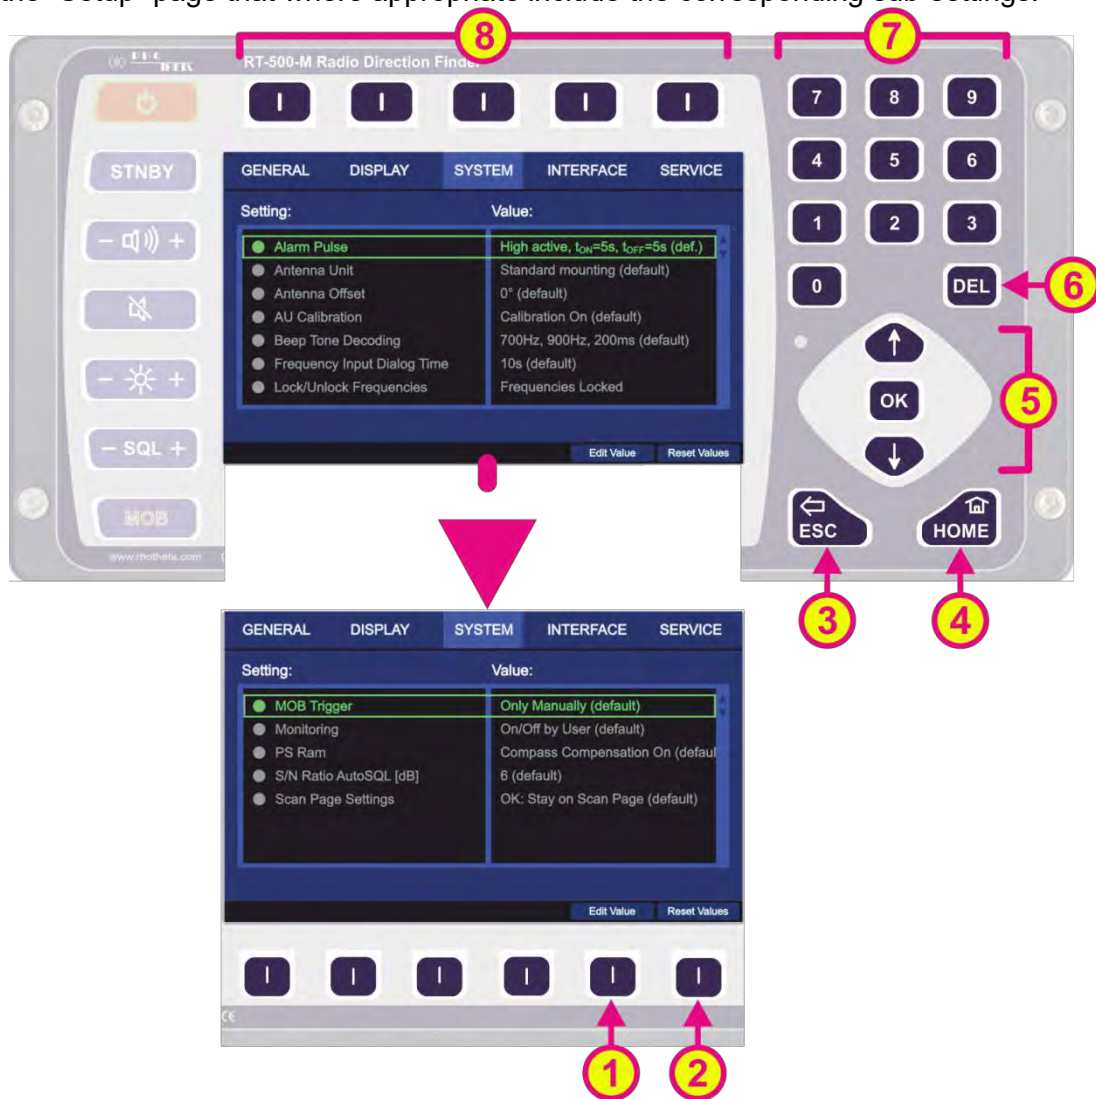 the "Setup" page that where appropriate include the corresponding sub-settings.
8
7
RT-500-M Radio Direction Finder
7 8 9
STNBY
4 5 6
GENERAL DISPLAY SYSTEM INTERFACE SERVICE
Setting: Value:
Alarm Pulse High active, tON=5s, tOFF=5s (def.)
Antenna Unit Standard mounting (default)
Antenna Offset 0° (default)
AU Calibration Calibration On (default)
Beep Tone Decoding 700Hz, 900Hz, 200ms (default)
Frequency Input Dialog Time 10s (default)
Lock/Unlock Frequencies Frequencies Locked
Edit Value Reset Values
- +
1 2 3
0 DEL
6
- +
OK
5
- SQL +
MOB
ESC HOME
www.rhotheta.com
3 4
GENERAL DISPLAY SYSTEM INTERFACE SERVICE
Setting: Value:
MOB Trigger Only Manually (default)
Monitoring On/Off by User (default)
PS Ram Compass Compensation On (defaul
S/N Ratio AutoSQL [dB] 6 (default)
Scan Page Settings OK: Stay on Scan Page (default)
Edit Value Reset Values
CE
1 2